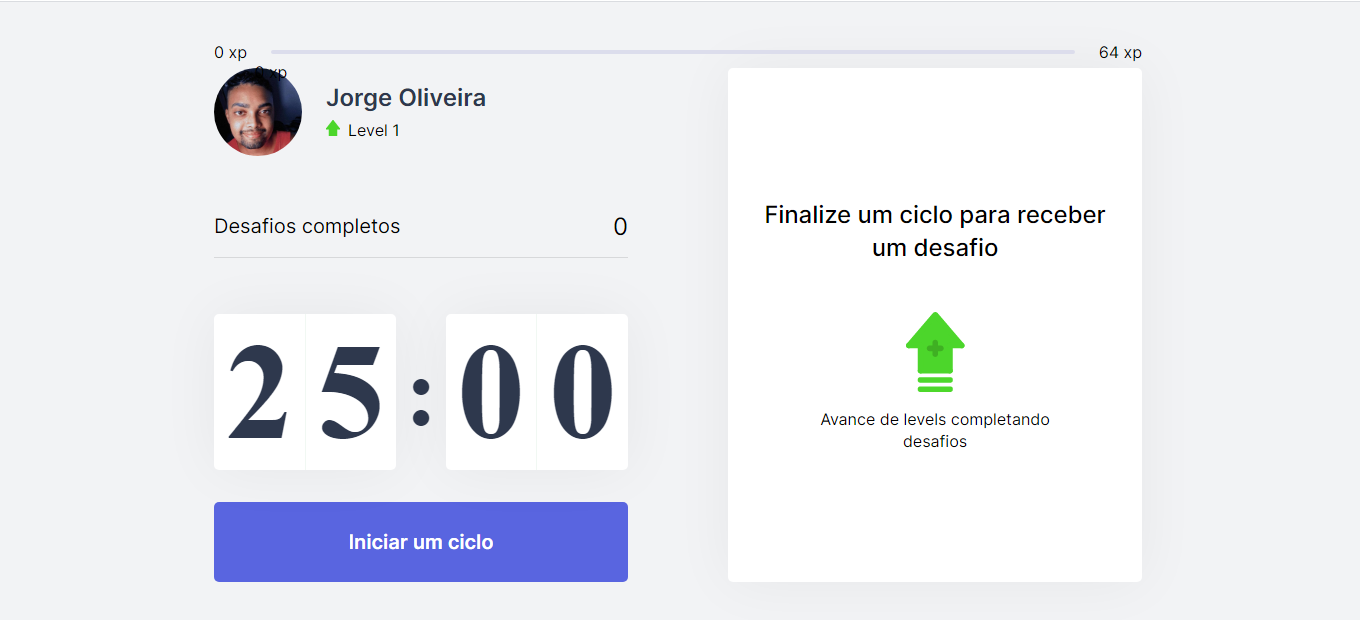 0 xp
64 xp
0 xp
Jorge Oliveira
Level 1
Desafios completos
0
25:00
Iniciar um ciclo
Finalize um ciclo para receber
um desafio
Avance de levels completando
desafios